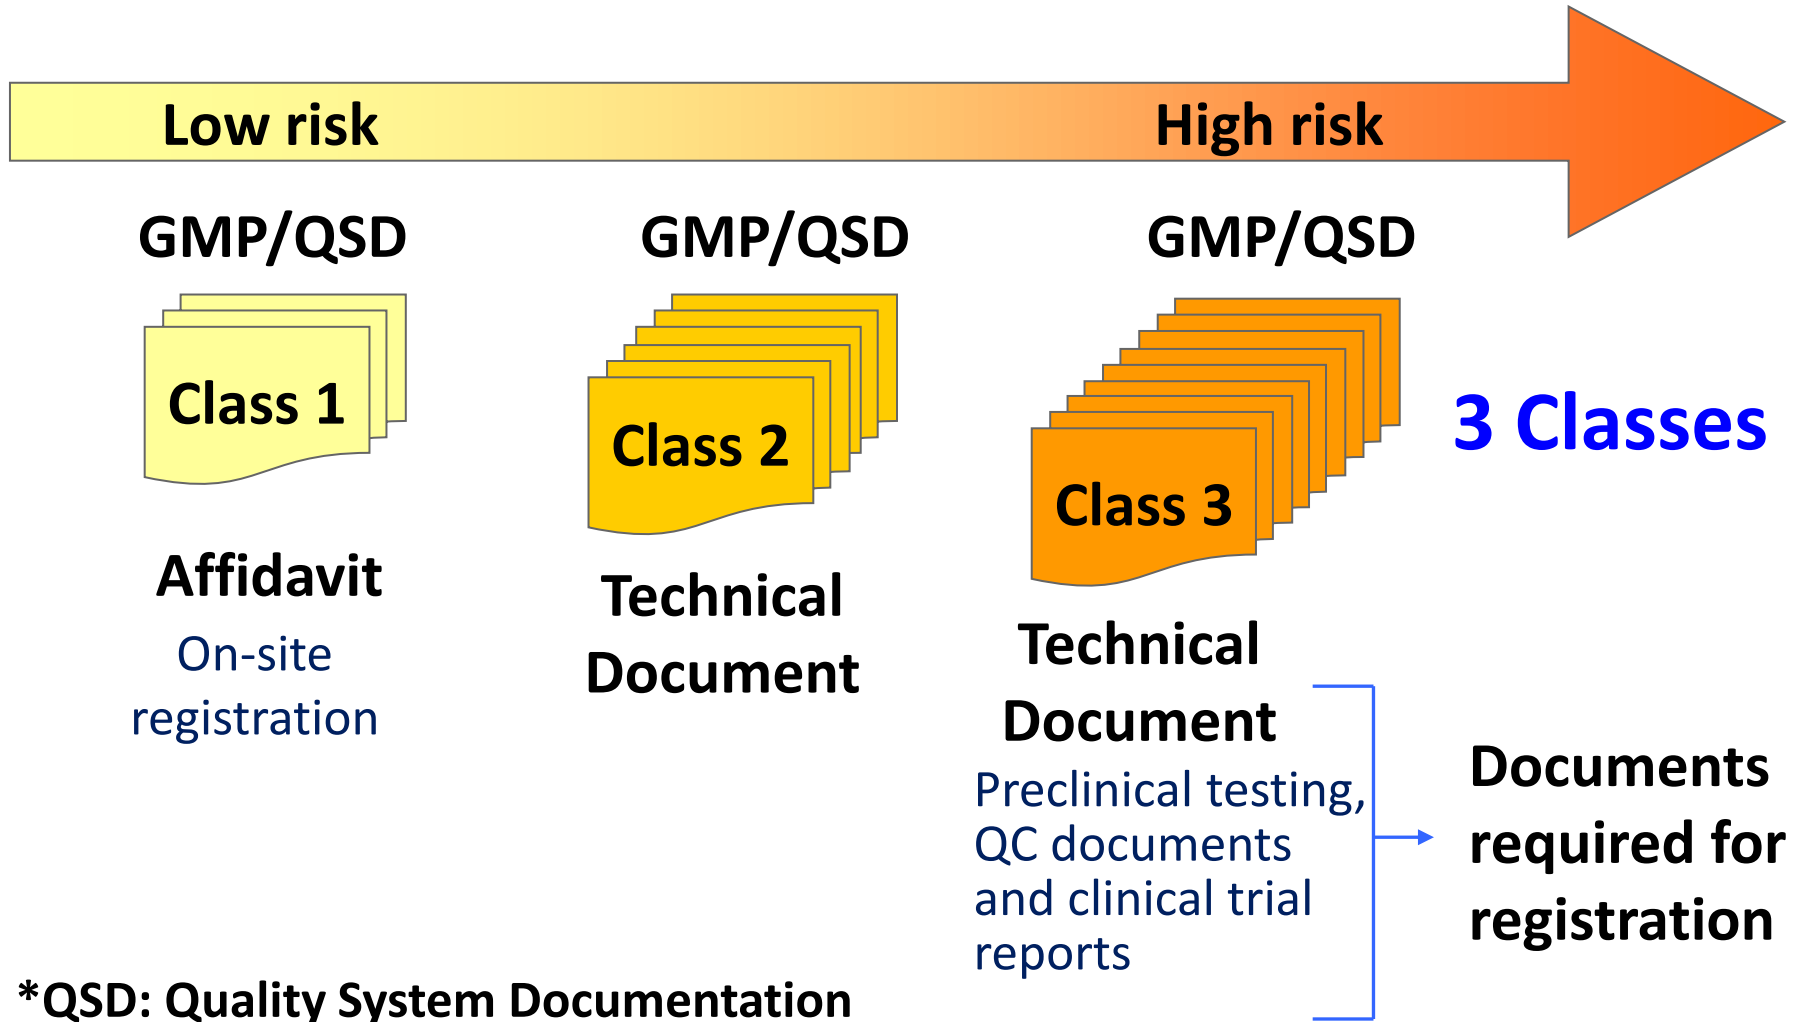 Low risk
High risk
GMP/QSD
GMP/QSD
GMP/QSD
Class 1
Class 2
Class 3
3 Classes
Affidavit
On-site
registration
Technical
Document
Technical
Document
Preclinical testing,
QC documents
and clinical trial
reports
Documents
required for
registration
*QSD: Quality System Documentation